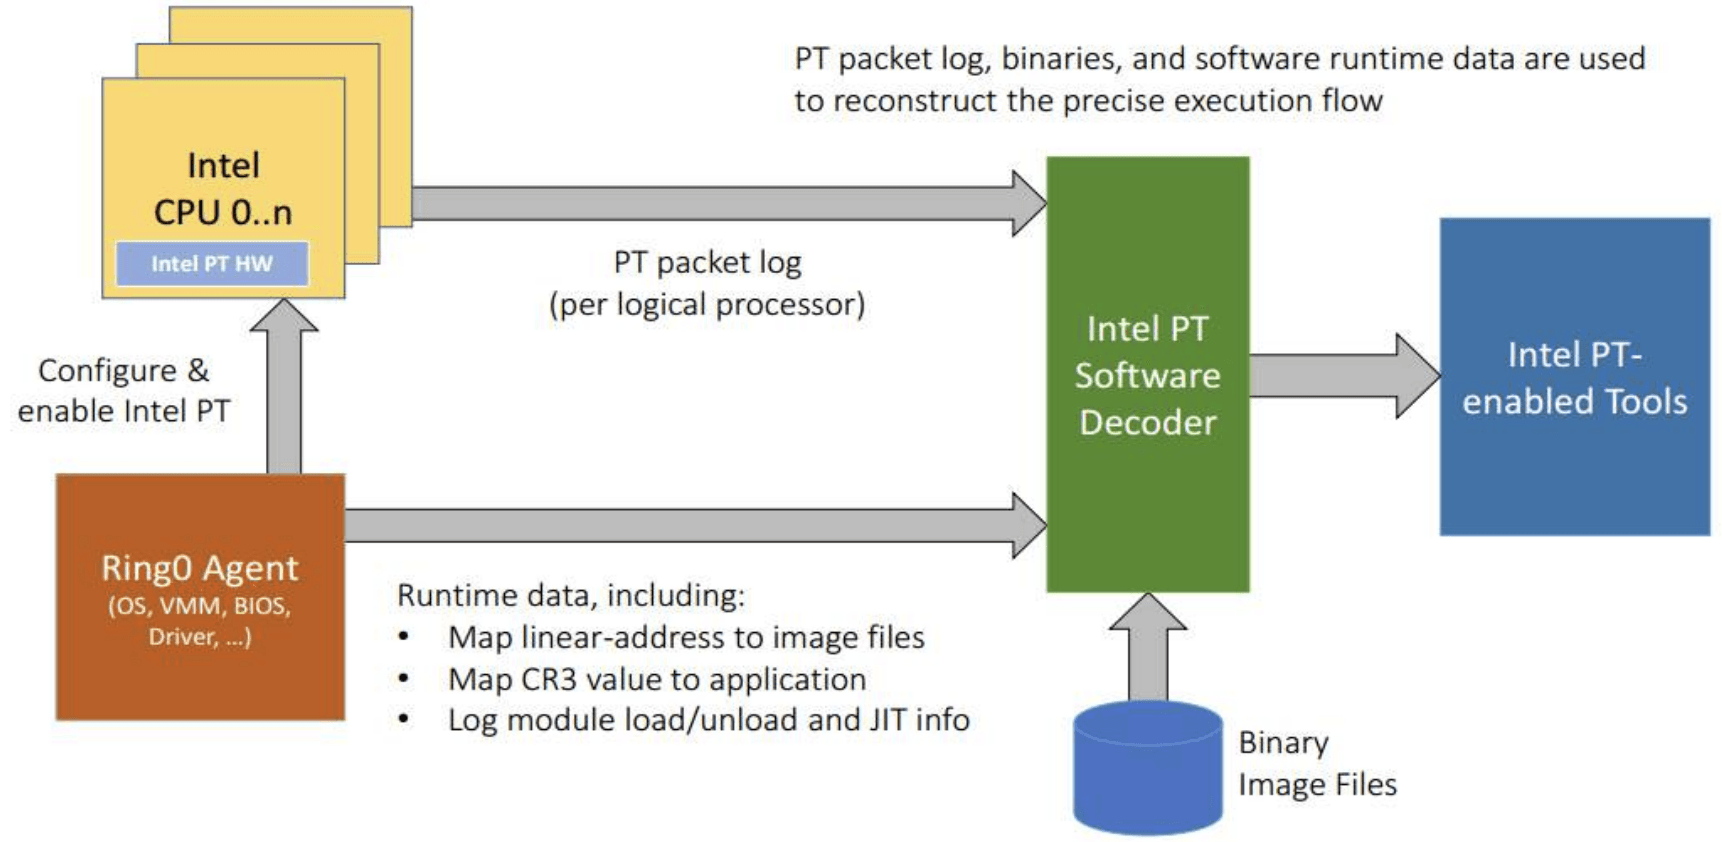 PT packet log, binaries, and software runtime data are used
to reconstruct the precise execution flow
Intel
CPU 0..n
Intel PT HW
PT packet log
(per logical processor)
Configure &
enable Intel PT
Intel PT
Software
Decoder
Intel PT-
enabled Tools
Ring0 Agent
(OS, VMM, BIOS,
Driver, ...)
Runtime data, including:
• Map linear-address to image files
• Map CR3 value to application
• Log module load/unload and JIT info
Binary
Image Files